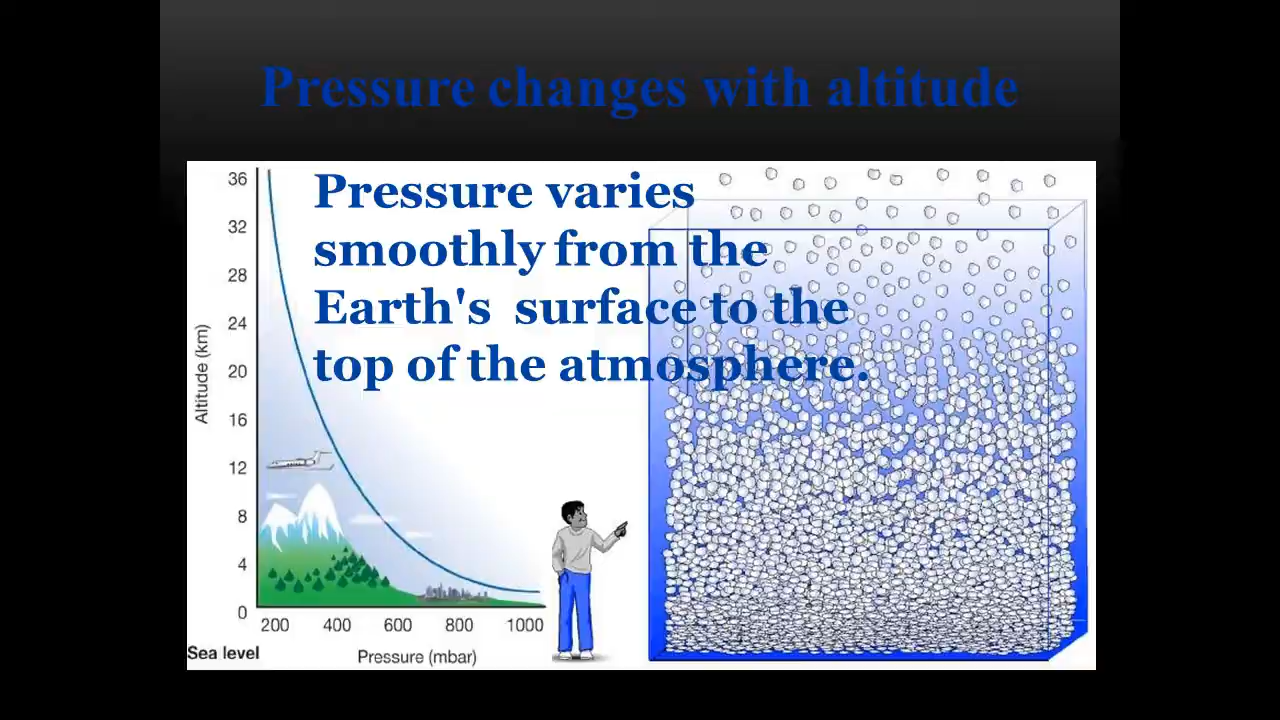 Pressure changes with altitude
Pressure varies
smoothly from the
Earth's  surface to the
top of the atmosphere.
36
32
28
24
20
16
12
8
4
0
Altitude (km)
200 400 600 800 1000
Sea level
Pressure (mbar)